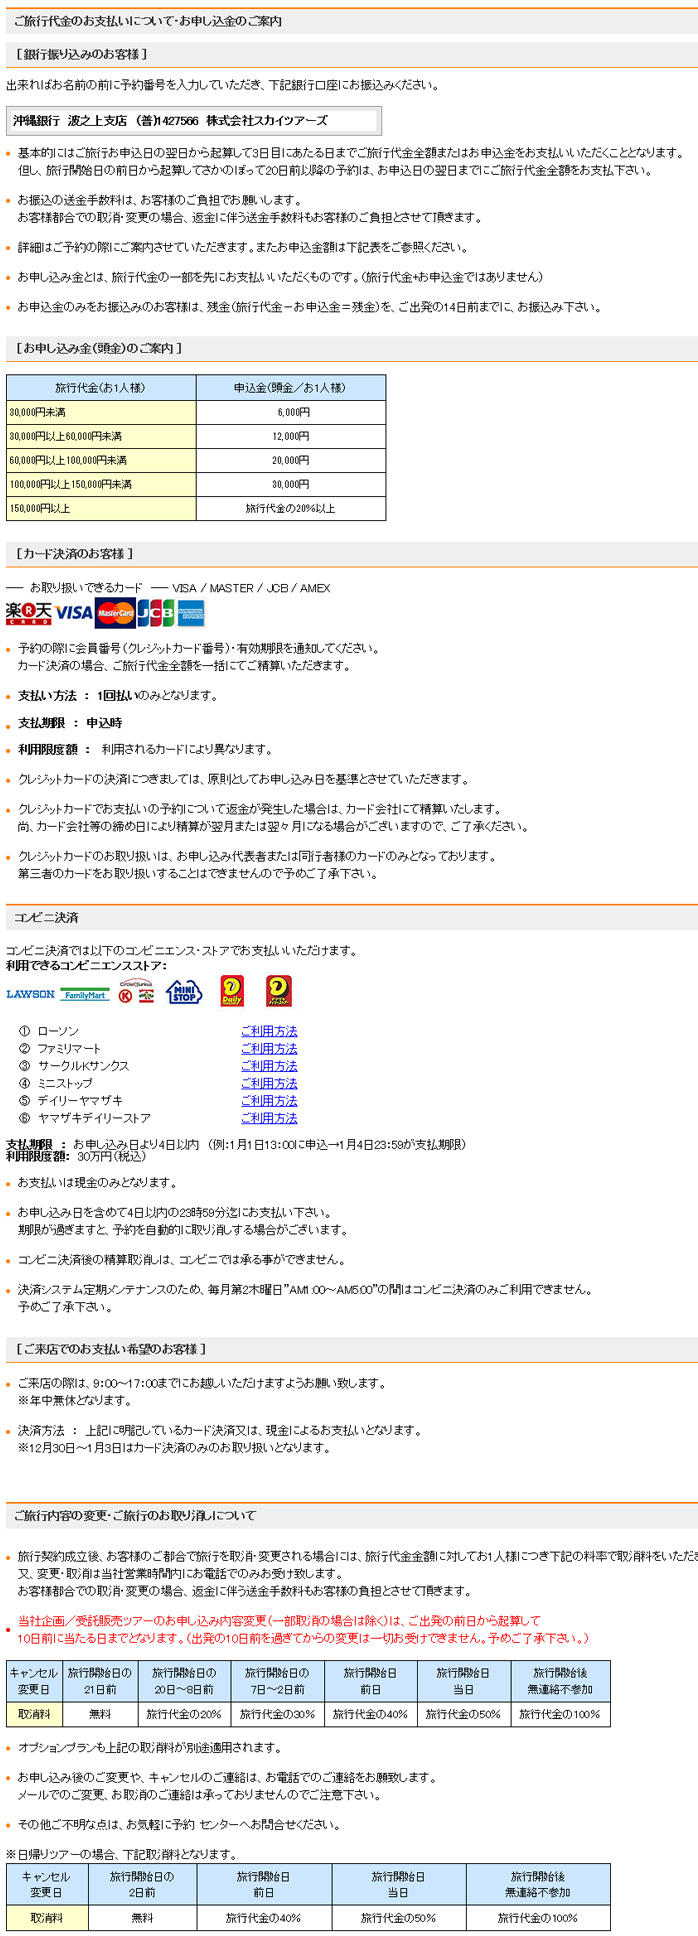 ご旅行代金のお支払いについて・お申し込金のご案内
［銀行振り込みのお客様］
出来ればお名前の前に予約番号を入力していただき、下記銀行口座にお振込みください。
沖縄銀行　波之上支店　(普)1427566　株式会社スカイツアーズ
基本的にはご旅行お申込日の翌日から起算して3日目にあたる日までご旅行代金全額またはお申込金をお支払いいただくこととなります。
但し、旅行開始日の前日から起算してさかのぼって20日前以降の予約は、お申込日の翌日までにご旅行代金全額をお支払下さい。
お振込の送金手数料は、お客様のご負担でお願いします。
お客様都合での取消・変更の場合、返金に伴う送金手数料もお客様のご負担とさせて頂きます。
詳細はご予約の際にご案内させていただきます。またお申込金額は下記表をご参照ください。
お申し込み金とは、旅行代金の一部を先にお支払いいただくものです。（旅行代金+お申込金ではありません）
お申込金のみをお振込みのお客様は、残金（旅行代金－お申込金＝残金）を、ご出発の14日前までに、お振込み下さい。
［お申し込み金（頭金）のご案内］
旅行代金（お1人様）　申込金（頭金／お1人様）
30,000円未満　6,000円
30,000円以上60,000円未満　12,000円
60,000円以上100,000円未満　20,000円
100,000円以上150,000円未満　30,000円
150,000円以上　旅行代金の20%以上
［カード決済のお客様］
── お取り扱いできるカード ── VISA / MASTER / JCB / AMEX
楽天 CARD VISA MasterCard JCB AMERICAN EXPRESS
予約の際に会員番号（クレジットカード番号）・有効期限を通知してください。
カード決済の場合、ご旅行代金全額を一括にてご精算いただきます。
支払い方法 ： 1回払いのみとなります。
支払期限 ： 申込時
利用限度額 ： 利用されるカードにより異なります。
クレジットカードの決済につきましては、原則としてお申し込み日を基準とさせていただきます。
クレジットカードでお支払いの予約について返金が発生した場合は、カード会社にて精算いたします。
尚、カード会社等の締め日により精算が翌月または翌々月になる場合がございますので、ご了承ください。
クレジットカードのお取り扱いは、お申し込み代表者または同行者様のカードのみとなっております。
第三者のカードをお取り扱いすることはできませんので予めご了承下さい。
コンビニ決済
コンビニ決済では以下のコンビニエンス・ストアでお支払いいただけます。
利用できるコンビニエンスストア：
LAWSON FamilyMart CircleK Sunkus MINI STOP Daily
① ローソン　ご利用方法
② ファミリマート　ご利用方法
③ サークルKサンクス　ご利用方法
④ ミニストップ　ご利用方法
⑤ デイリーヤマザキ　ご利用方法
⑥ ヤマザキデイリーストア　ご利用方法
支払期限 ： お申し込み日より4日以内 （例：1月1日13：00に申込→1月4日23：59が支払期限）
利用限度額： 30万円（税込）
お支払いは現金のみとなります。
お申し込み日を含めて4日以内の23時59分迄にお支払い下さい。
期限が過ぎますと、予約を自動的に取り消しする場合がございます。
コンビニ決済後の精算取消しは、コンビニでは承る事ができません。
決済システム定期メンテナンスのため、毎月第2木曜日"AM1:00～AM5:00"の間はコンビニ決済のみご利用できません。
予めご了承下さい。
［ご来店でのお支払い希望のお客様］
ご来店の際は、9：00～17：00までにお越しいただけますようお願い致します。
※年中無休となります。
決済方法 ： 上記に明記しているカード決済又は、現金によるお支払いとなります。
※12月30日～1月3日はカード決済のみのお取り扱いとなります。
ご旅行内容の変更・ご旅行のお取り消しについて
旅行契約成立後、お客様のご都合で旅行を取消・変更される場合には、旅行代金金額に対してお1人様につき下記の料率で取消料をいただき
又、変更・取消は当社営業時間内にお電話でのみお受け致します。
お客様都合での取消・変更の場合、返金に伴う送金手数料もお客様の負担とさせて頂きます。
当社企画／受託販売ツアーのお申し込み内容変更（一部取消の場合は除く）は、ご出発の前日から起算して
10日前に当たる日までとなります。（出発の10日前を過ぎてからの変更は一切お受けできません。予めご了承下さい。）
キャンセル変更日　旅行開始日の21日前　旅行開始日の20日～8日前　旅行開始日の7日～2日前　旅行開始日前日　旅行開始日当日　旅行開始後無連絡不参加
取消料　無料　旅行代金の20%　旅行代金の30%　旅行代金の40%　旅行代金の50%　旅行代金の100%
オプションプランも上記の取消料が別途適用されます。
お申し込み後のご変更や、キャンセルのご連絡は、お電話でのご連絡をお願致します。
メールでのご変更、お取消のご連絡は承っておりませんのでご注意下さい。
その他ご不明な点は、お気軽に予約 センターへお問合せください。
※日帰りツアーの場合、下記取消料となります。
キャンセル変更日　旅行開始日の2日前　旅行開始日前日　旅行開始日当日　旅行開始後無連絡不参加
取消料　無料　旅行代金の40%　旅行代金の50%　旅行代金の100%